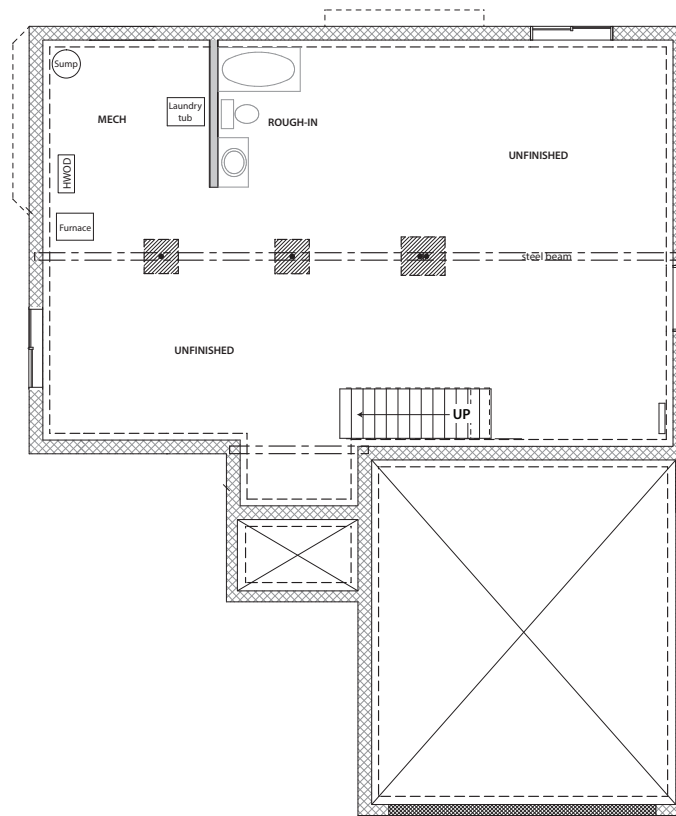 Sump
Laundry
tub
MECH
ROUGH-IN
UNFINISHED
HWOD
Furnace
steel beam
UNFINISHED
UP